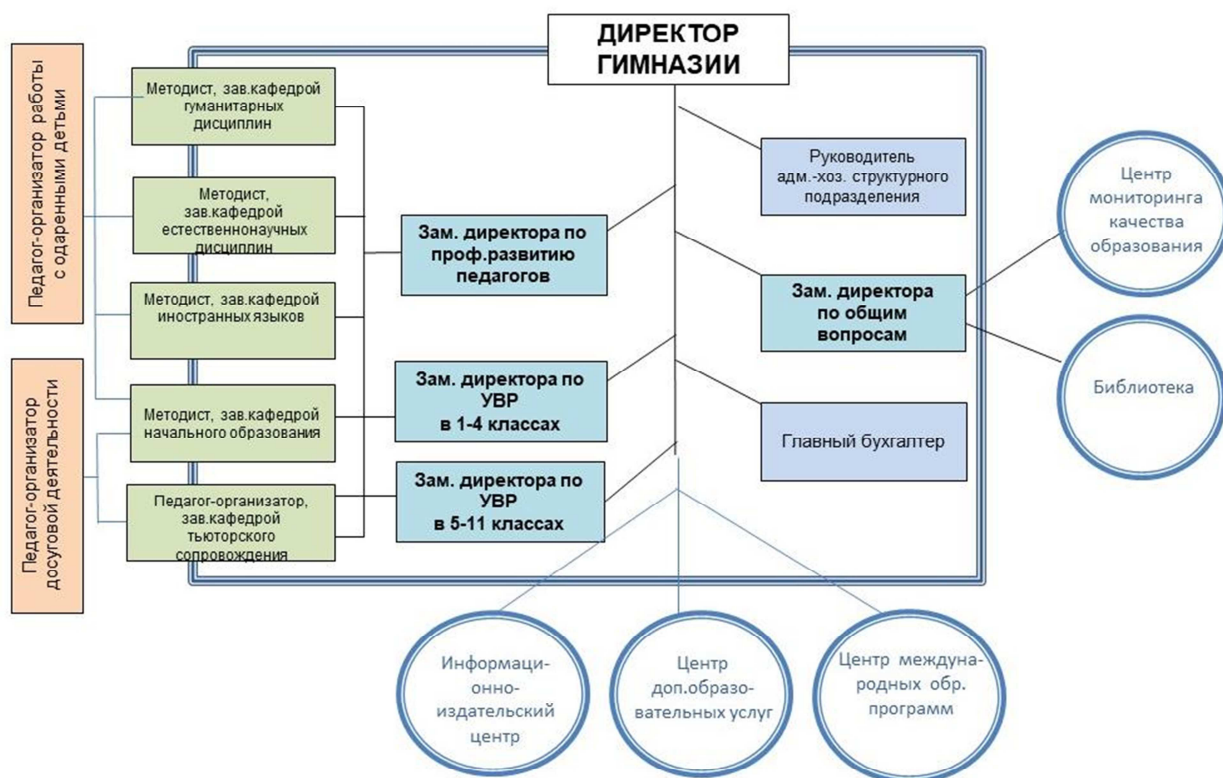 ДИРЕКТОР
ГИМНАЗИИ
Педагог-организатор работы
с одаренными детьми
Педагог-организатор
досуговой деятельности
Методист, зав.кафедрой
гуманитарных
дисциплин
Методист,
зав.кафедрой
естественнонаучных
дисциплин
Методист, зав.кафедрой
иностранных языков
Методист, зав.кафедрой
начального образования
Педагог-организатор,
зав.кафедрой
тьюторского
сопровождения
Зам. директора по
проф.развитию
педагогов
Зам. директора по
УВР
в 1-4 классах
Зам. директора по
УВР
в 5-11 классах
Руководитель
адм.-хоз. структурного
подразделения
Зам. директора
по общим
вопросам
Главный бухгалтер
Центр
мониторинга
качества
образования
Библиотека
Информаци-
онно-
издательский
центр
Центр
доп.образо-
вательных услуг
Центр междуна-
родных обр.
программ